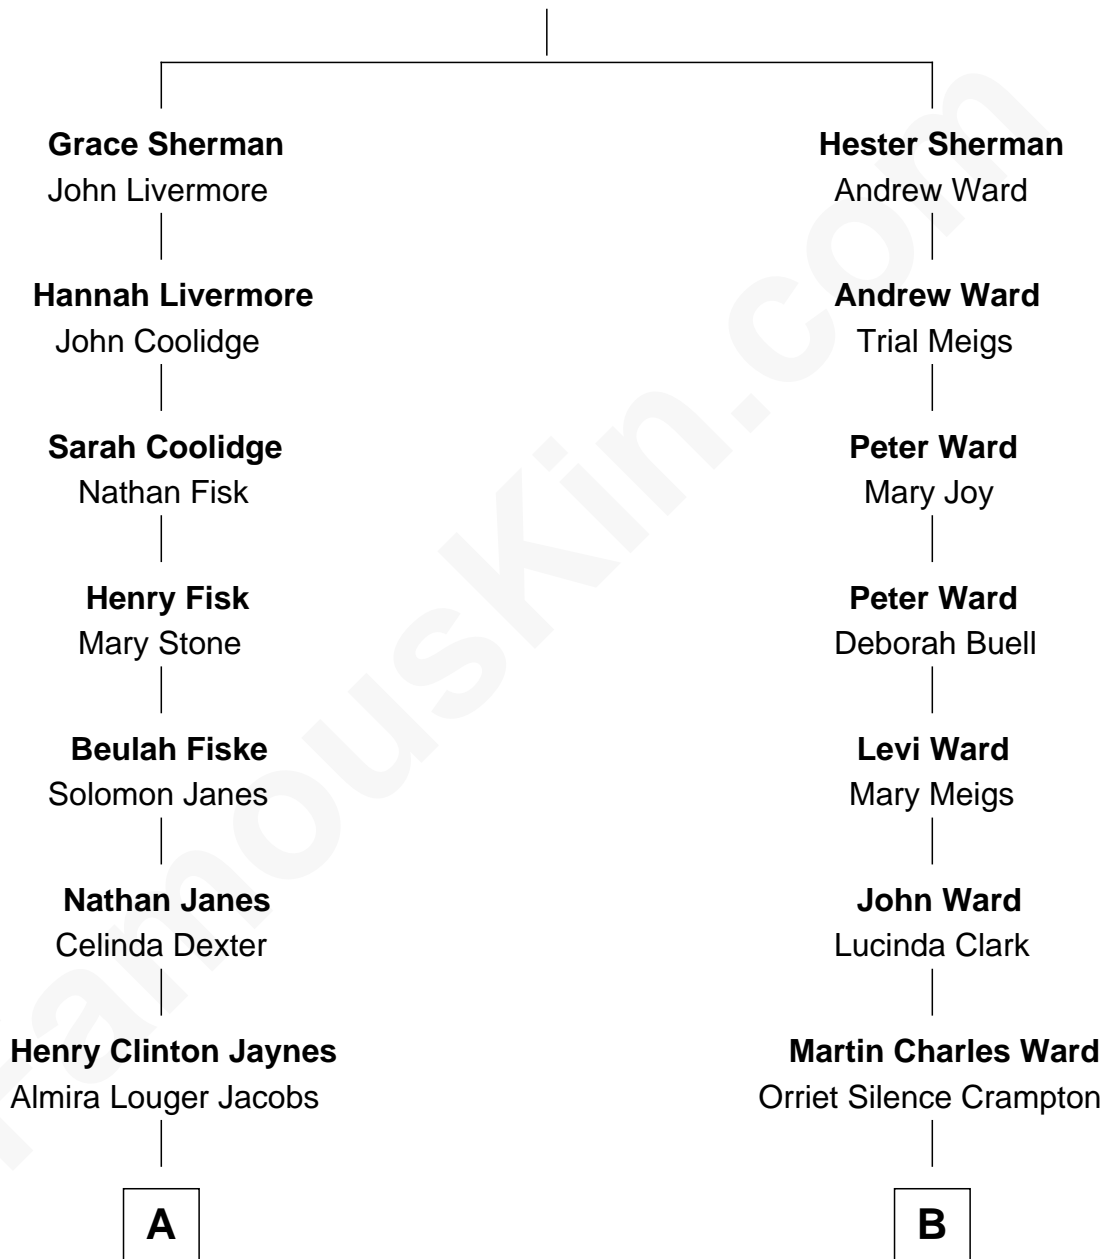 Grace Sherman
John Livermore
Hester Sherman
Andrew Ward
Hannah Livermore
John Coolidge
Andrew Ward
Trial Meigs
Sarah Coolidge
Nathan Fisk
Peter Ward
Mary Joy
Henry Fisk
Mary Stone
Peter Ward
Deborah Buell
Beulah Fiske
Solomon Janes
Levi Ward
Mary Meigs
Nathan Janes
Celinda Dexter
John Ward
Lucinda Clark
Henry Clinton Jaynes
Almira Louger Jacobs
Martin Charles Ward
Orriet Silence Crampton
A
B
FamousKin.com